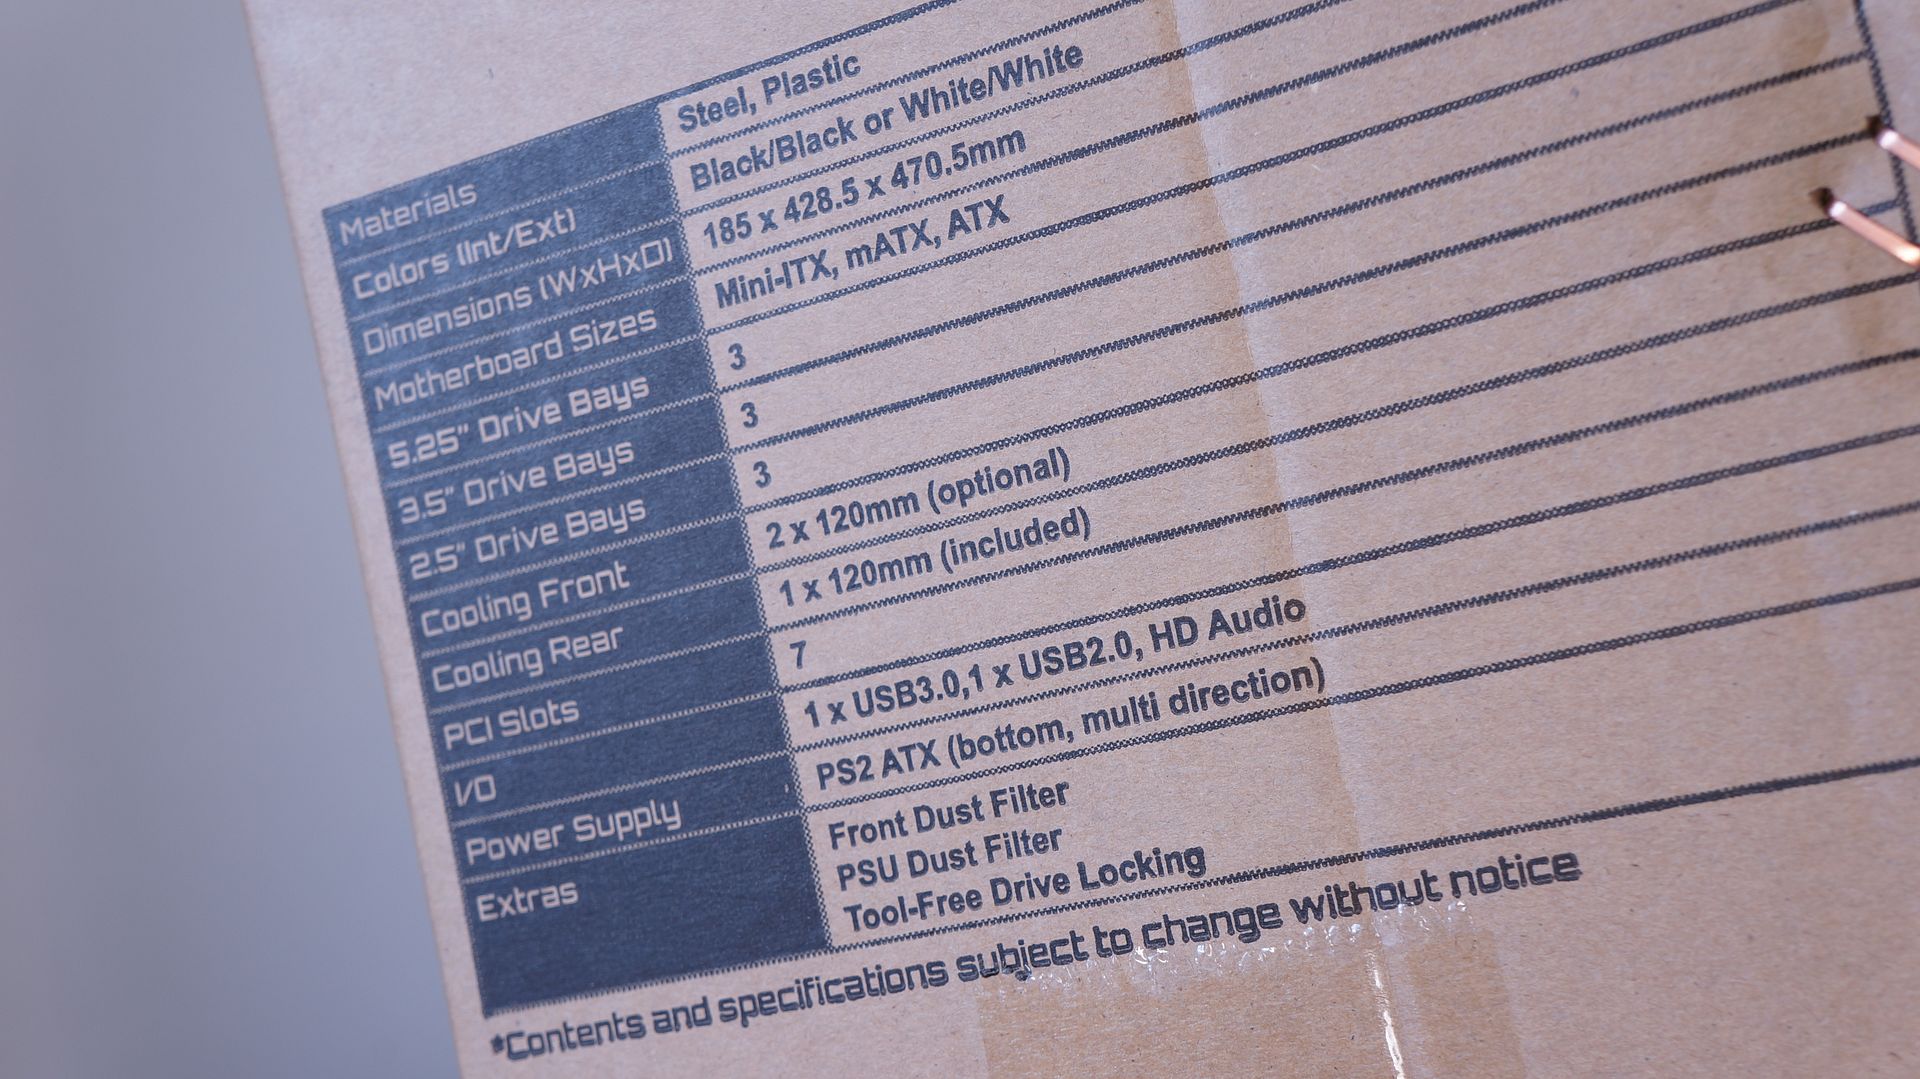 Materials Steel, Plastic
Colors (Int/Ext) Black/Black or White/White
Dimensions (WxHxD) 185 x 428.5 x 470.5mm
Motherboard Sizes Mini-ITX, mATX, ATX
5.25" Drive Bays 3
3.5" Drive Bays 3
2.5" Drive Bays 3
Cooling Front 2 x 120mm (optional)
Cooling Rear 1 x 120mm (included)
PCI Slots 7
I/O 1 x USB3.0,1 x USB2.0, HD Audio
Power Supply PS2 ATX (bottom, multi direction)
Extras Front Dust Filter
PSU Dust Filter
Tool-Free Drive Locking
*Contents and specifications subject to change without notice